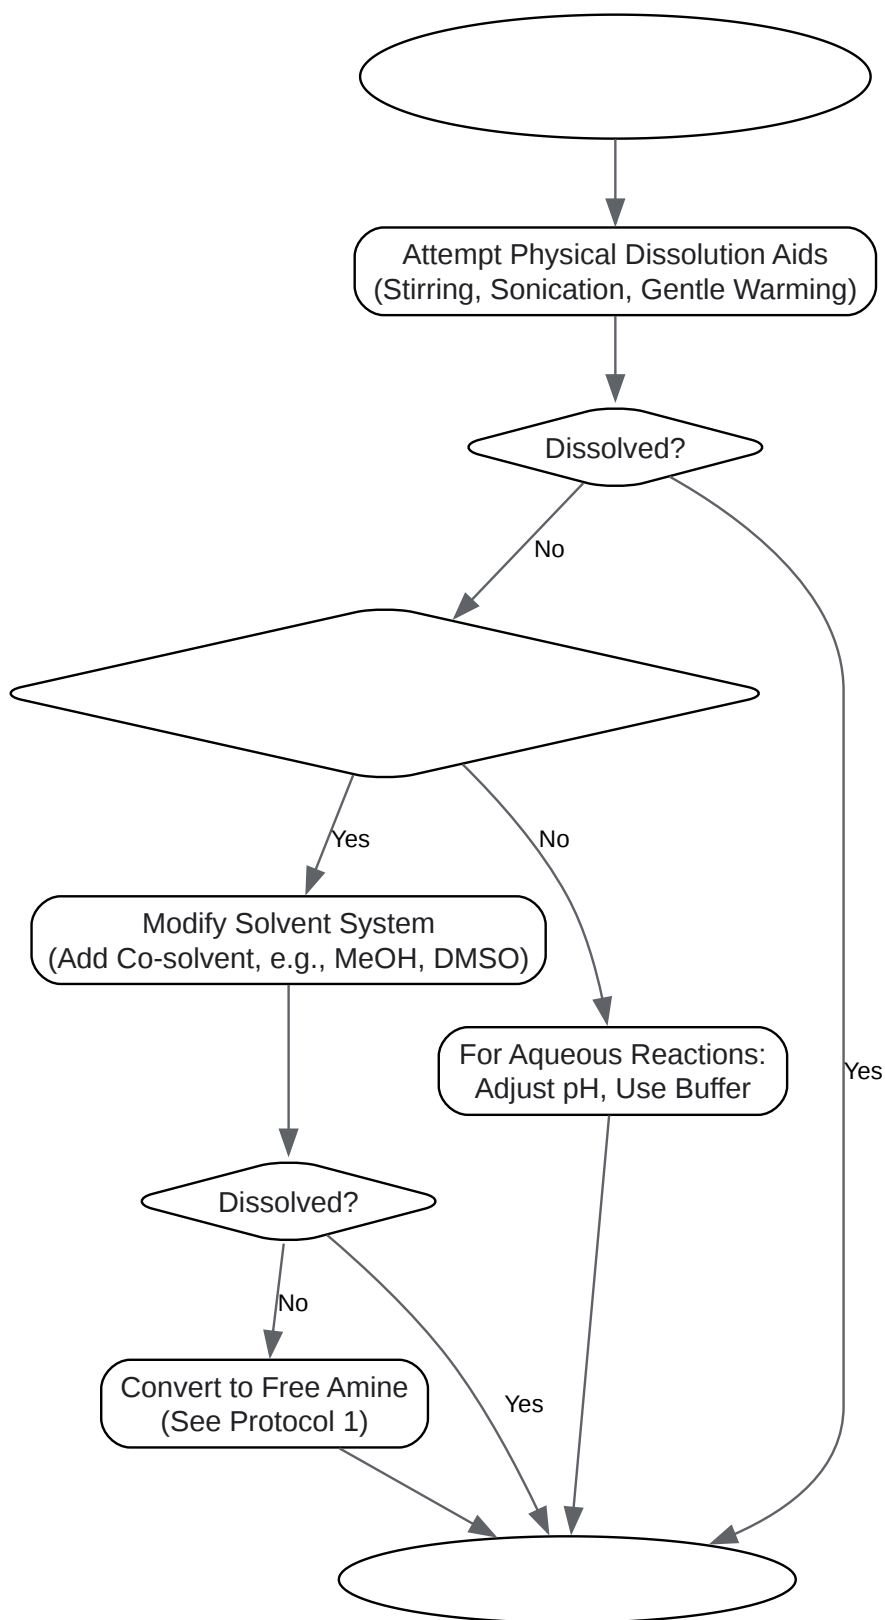 Attempt Physical Dissolution Aids
(Stirring, Sonication, Gentle Warming)
Dissolved?
No
Yes
No
Modify Solvent System
(Add Co-solvent, e.g., MeOH, DMSO)
For Aqueous Reactions:
Adjust pH, Use Buffer
Yes
Dissolved?
No
Convert to Free Amine
(See Protocol 1)
Yes